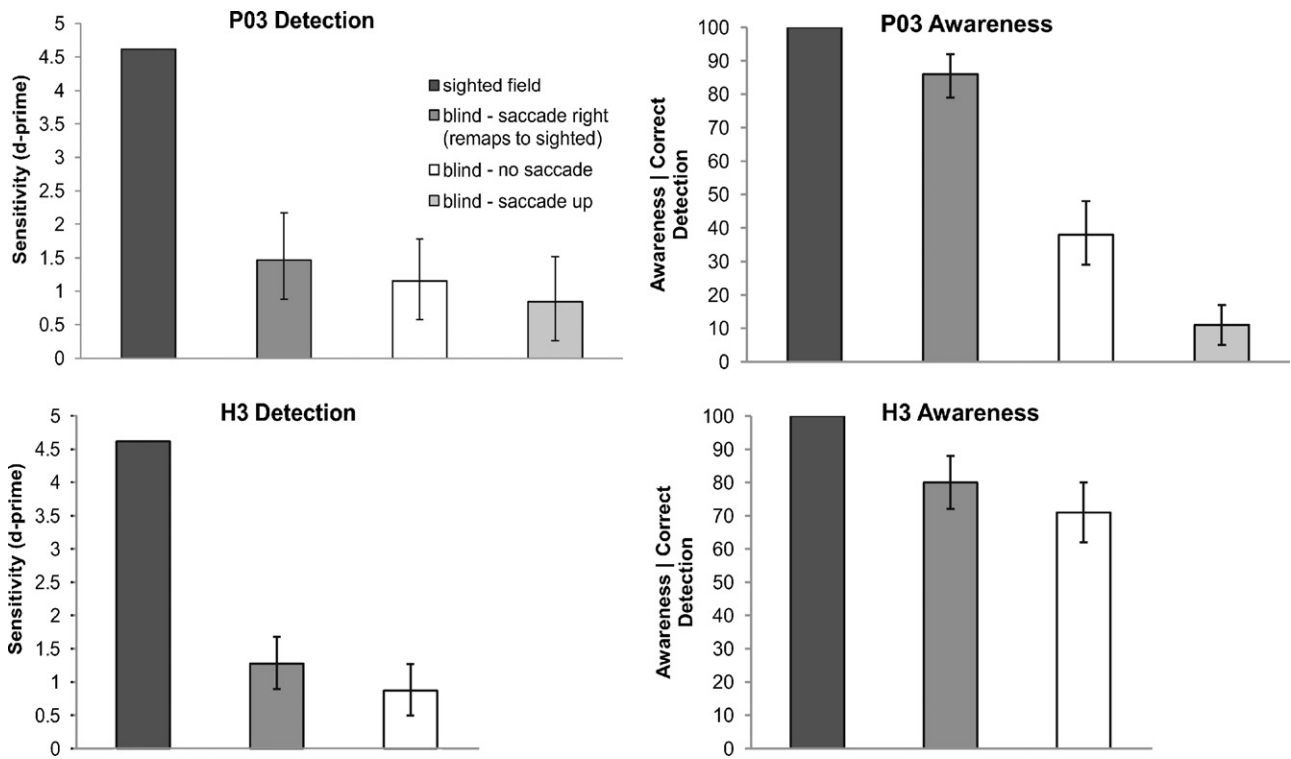 P03 Detection
Sensitivity (d-prime)
5
4.5
4
3.5
3
2.5
2
1.5
1
0.5
0
sighted field
blind - saccade right
(remaps to sighted)
blind - no saccade
blind - saccade up
P03 Awareness
Awareness | Correct
Detection
100
90
80
70
60
50
40
30
20
10
0
H3 Detection
Sensitivity (d-prime)
5
4.5
4
3.5
3
2.5
2
1.5
1
0.5
0
H3 Awareness
Awareness | Correct
Detection
100
90
80
70
60
50
40
30
20
10
0